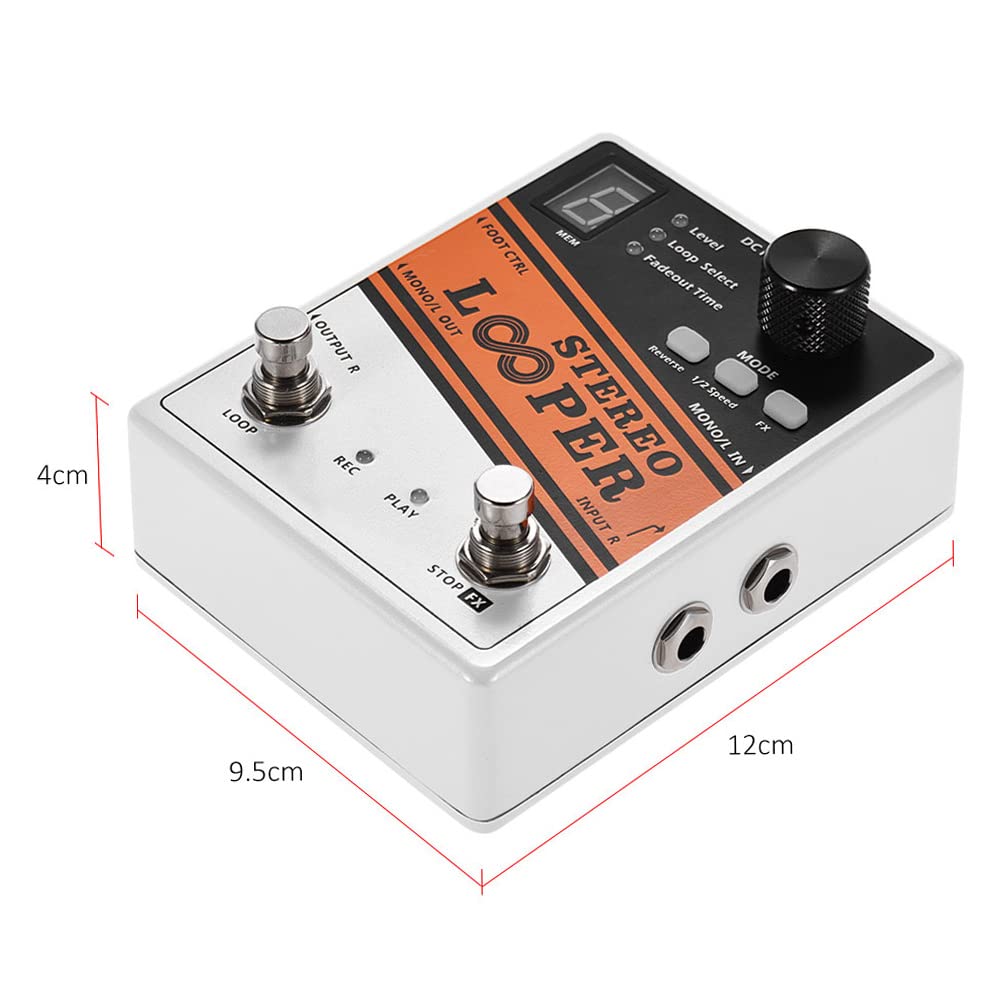 MEM
Level
Loop Select
Fadeout Time
FOOT CTRL
MONO/L OUT
OUTPUT R
STEREO
LOOPER
MODE
Reverse
1/2 Speed
FX
MONO/L IN
INPUT R
LOOP
REC
PLAY
STOP FX
4cm
9.5cm
12cm